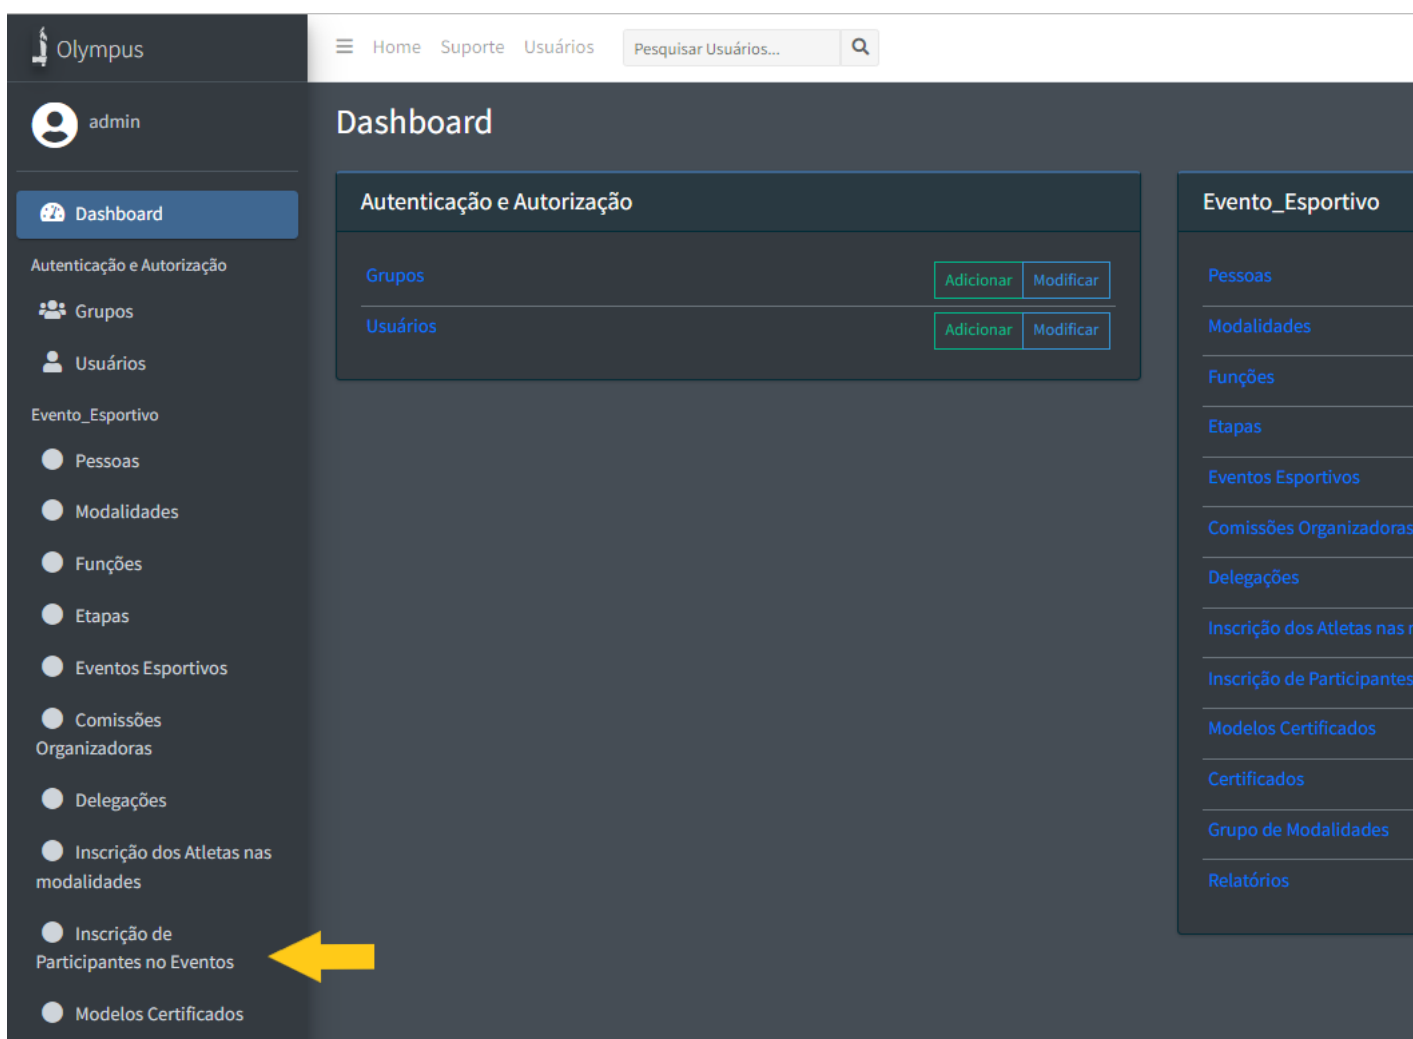 Olympus
Home Suporte Usuários Pesquisar Usuários...
admin
Dashboard
Dashboard
Autenticação e Autorização
Grupos
Usuários
Evento_Esportivo
Pessoas
Modalidades
Funções
Etapas
Eventos Esportivos
Comissões
Organizadoras
Delegações
Inscrição dos Atletas nas
modalidades
Inscrição de
Participantes no Eventos
Modelos Certificados
Autenticação e Autorização
Grupos Adicionar Modificar
Usuários Adicionar Modificar
Evento_Esportivo
Pessoas
Modalidades
Funções
Etapas
Eventos Esportivos
Comissões Organizadoras
Delegações
Inscrição dos Atletas nas
Inscrição de Participantes
Modelos Certificados
Certificados
Grupo de Modalidades
Relatórios